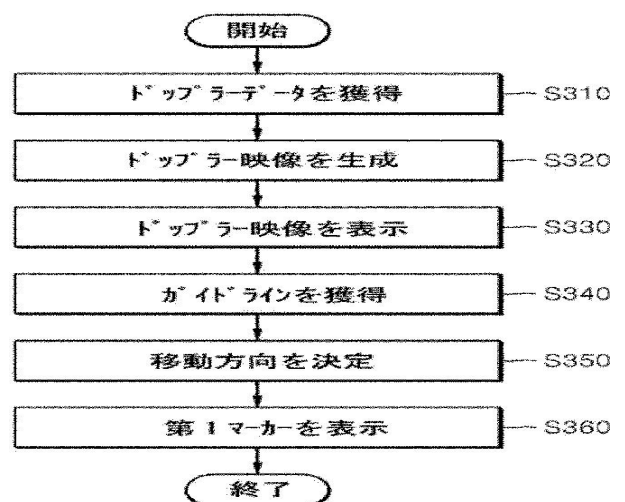 開始
ドップラーデータを獲得 S310
ドップラー映像を生成 S320
ドップラー映像を表示 S330
ガイドラインを獲得 S340
移動方向を決定 S350
第1マーカーを表示 S360
終了